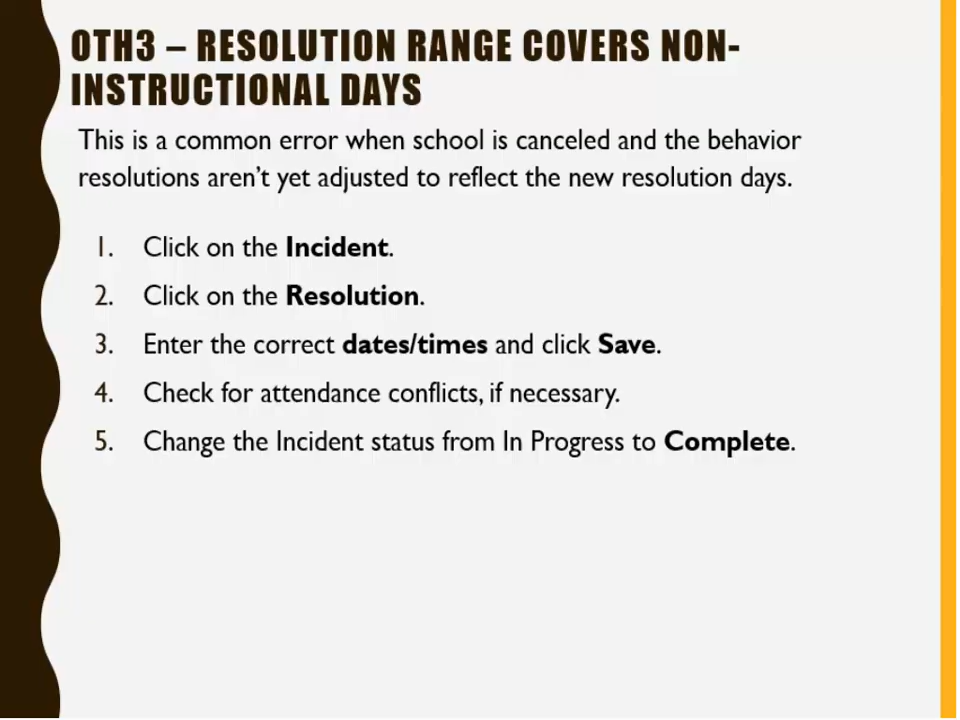 OTH3 – RESOLUTION RANGE COVERS NON-
INSTRUCTIONAL DAYS
This is a common error when school is canceled and the behavior
resolutions aren't yet adjusted to reflect the new resolution days.
1. Click on the Incident.
2. Click on the Resolution.
3. Enter the correct dates/times and click Save.
4. Check for attendance conflicts, if necessary.
5. Change the Incident status from In Progress to Complete.